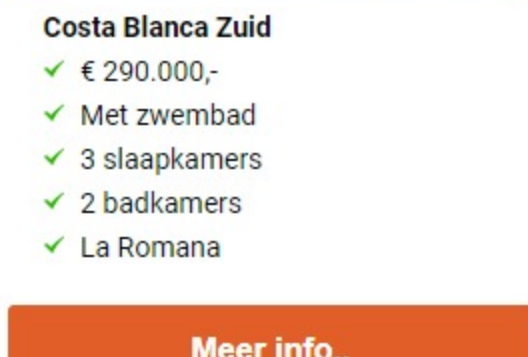 Costa Blanca Zuid
€ 290.000,-
Met zwembad
3 slaapkamers
2 badkamers
La Romana
Meer info..